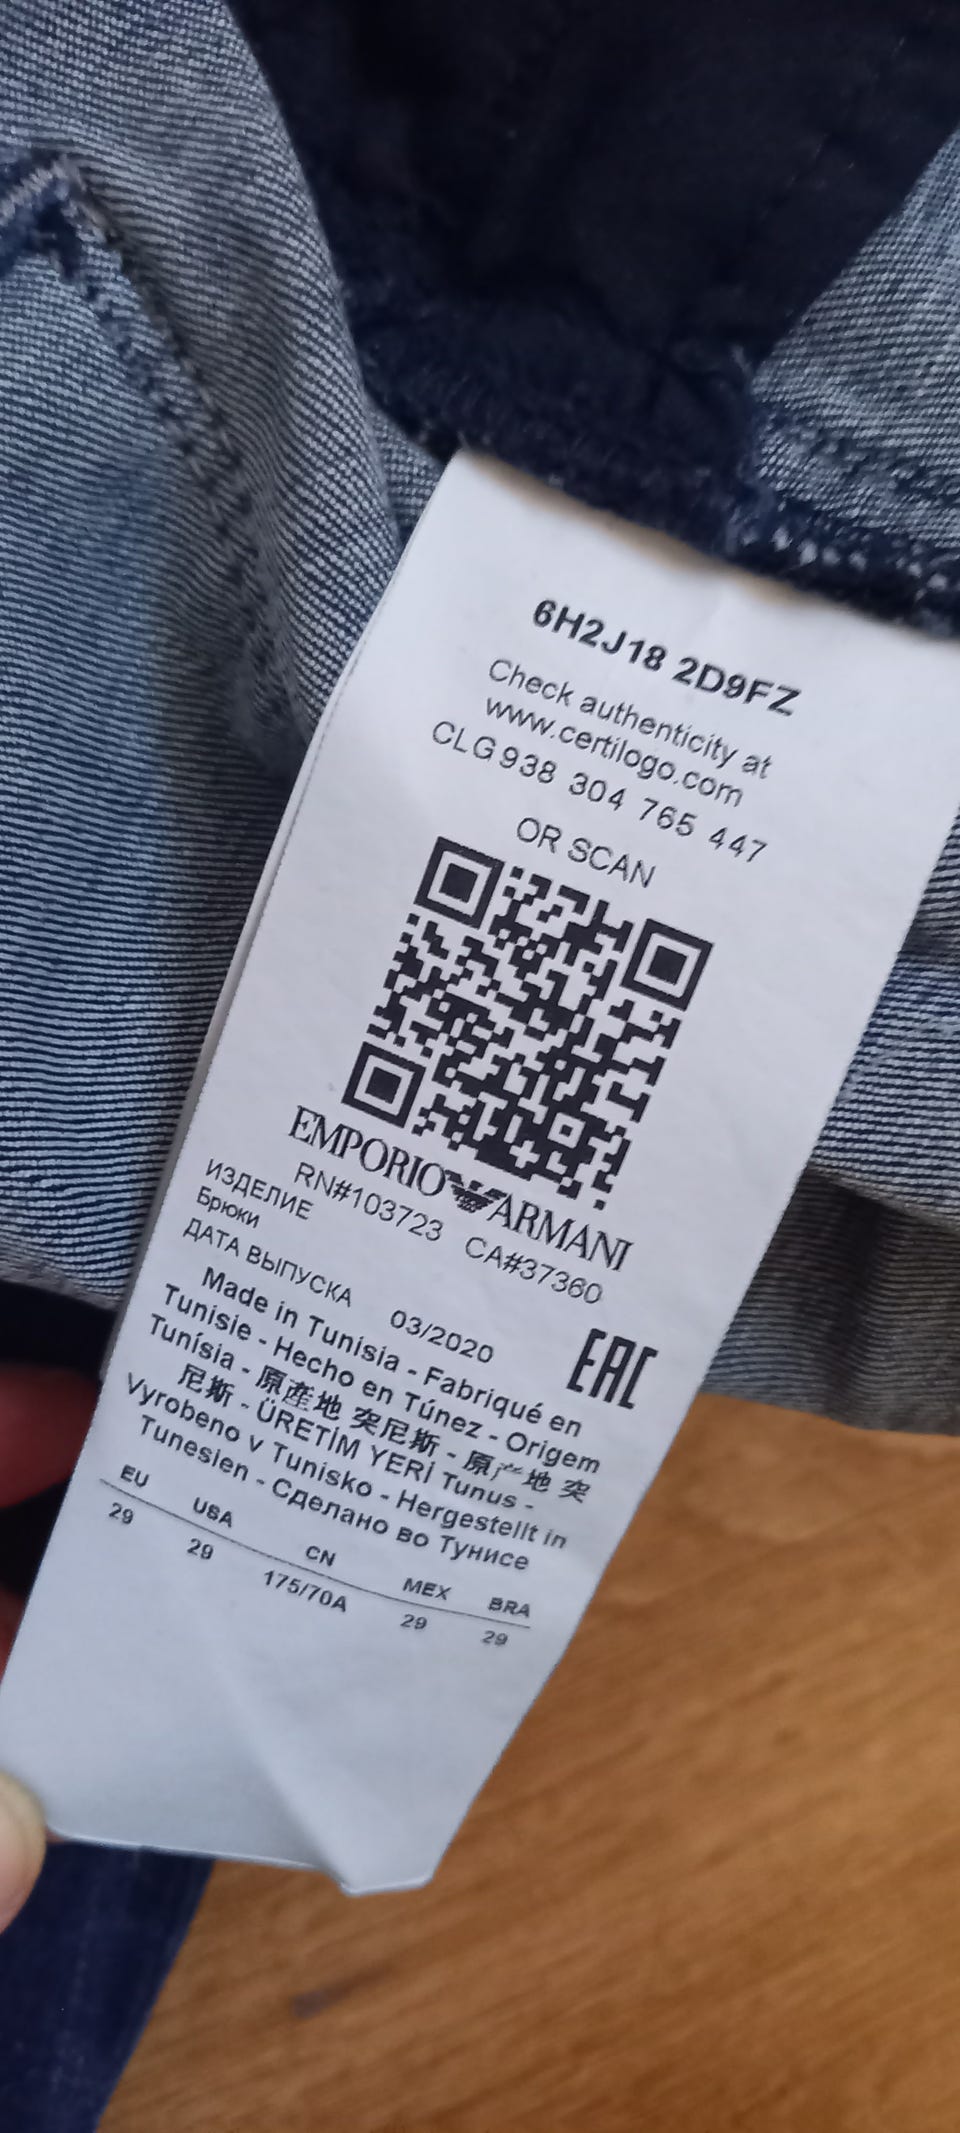 6H2J18 2D9FZ
Check authenticity at
www.certilogo.com
CLG 938 304 765 447
OR SCAN
EMPORIO ARMANI
RN#103723 CA#37360
ИЗДЕЛИЕ
Брюки
ДАТА ВЫПУСКА 03/2020
EAC
Made in Tunisia - Fabriqué en
Tunisie - Hecho en Túnez - Origem
Tunísia - 原産地 突尼斯 - 原产地 突
尼斯 - ÜRETİM YERİ Tunus -
Vyrobeno v Tunisko - Hergestellt in
Tunesien - Сделано во Тунисе
EU USA CN MEX BRA
29 29 175/70A 29 29